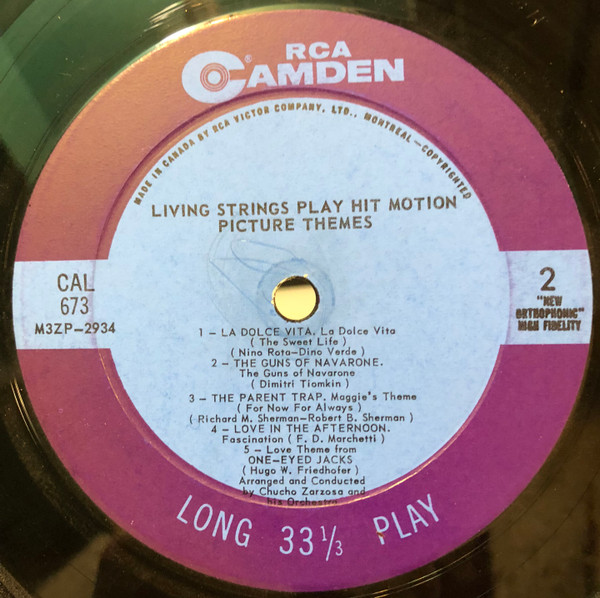 RCA
CAMDEN
MADE IN CANADA BY RCA VICTOR COMPANY, LTD., MONTREAL—COPYRIGHTED
LIVING STRINGS PLAY HIT MOTION
PICTURE THEMES
CAL
673
M3ZP-2934
2
"NEW
ORTHOPHONIC"
HIGH FIDELITY
1 — LA DOLCE VITA. La Dolce Vita
( The Sweet Life )
( Nino Rota-Dino Verde )
2 — THE GUNS OF NAVARONE.
The Guns of Navarone
( Dimitri Tiomkin )
3 — THE PARENT TRAP. Maggie's Theme
( For Now For Always )
( Richard M. Sherman-Robert B. Sherman )
4 — LOVE IN THE AFTERNOON.
Fascination ( F. D. Marchetti )
5 — Love Theme from
ONE-EYED JACKS
( Hugo W. Friedhofer )
Arranged and Conducted
by Chucho Zarzosa and
his Orchestra
LONG 33 1/3 PLAY